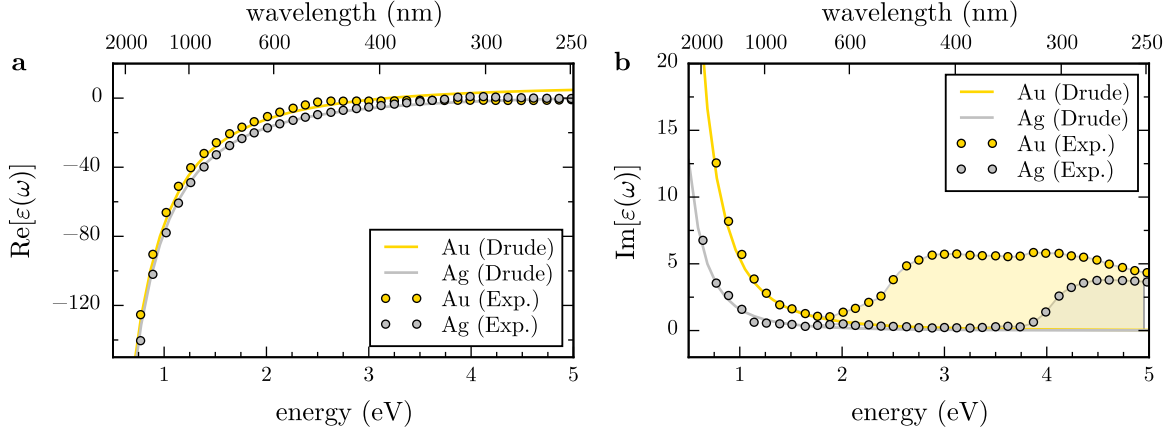 wavelength (nm)
2000 1000 600 400 300 250
a
0
−40
−80
−120
Re[ε(ω)]
Au (Drude)
Ag (Drude)
Au (Exp.)
Ag (Exp.)
1 2 3 4 5
energy (eV)
wavelength (nm)
2000 1000 600 400 300 250
b
20
15
10
5
0
Im[ε(ω)]
Au (Drude)
Ag (Drude)
Au (Exp.)
Ag (Exp.)
1 2 3 4 5
energy (eV)